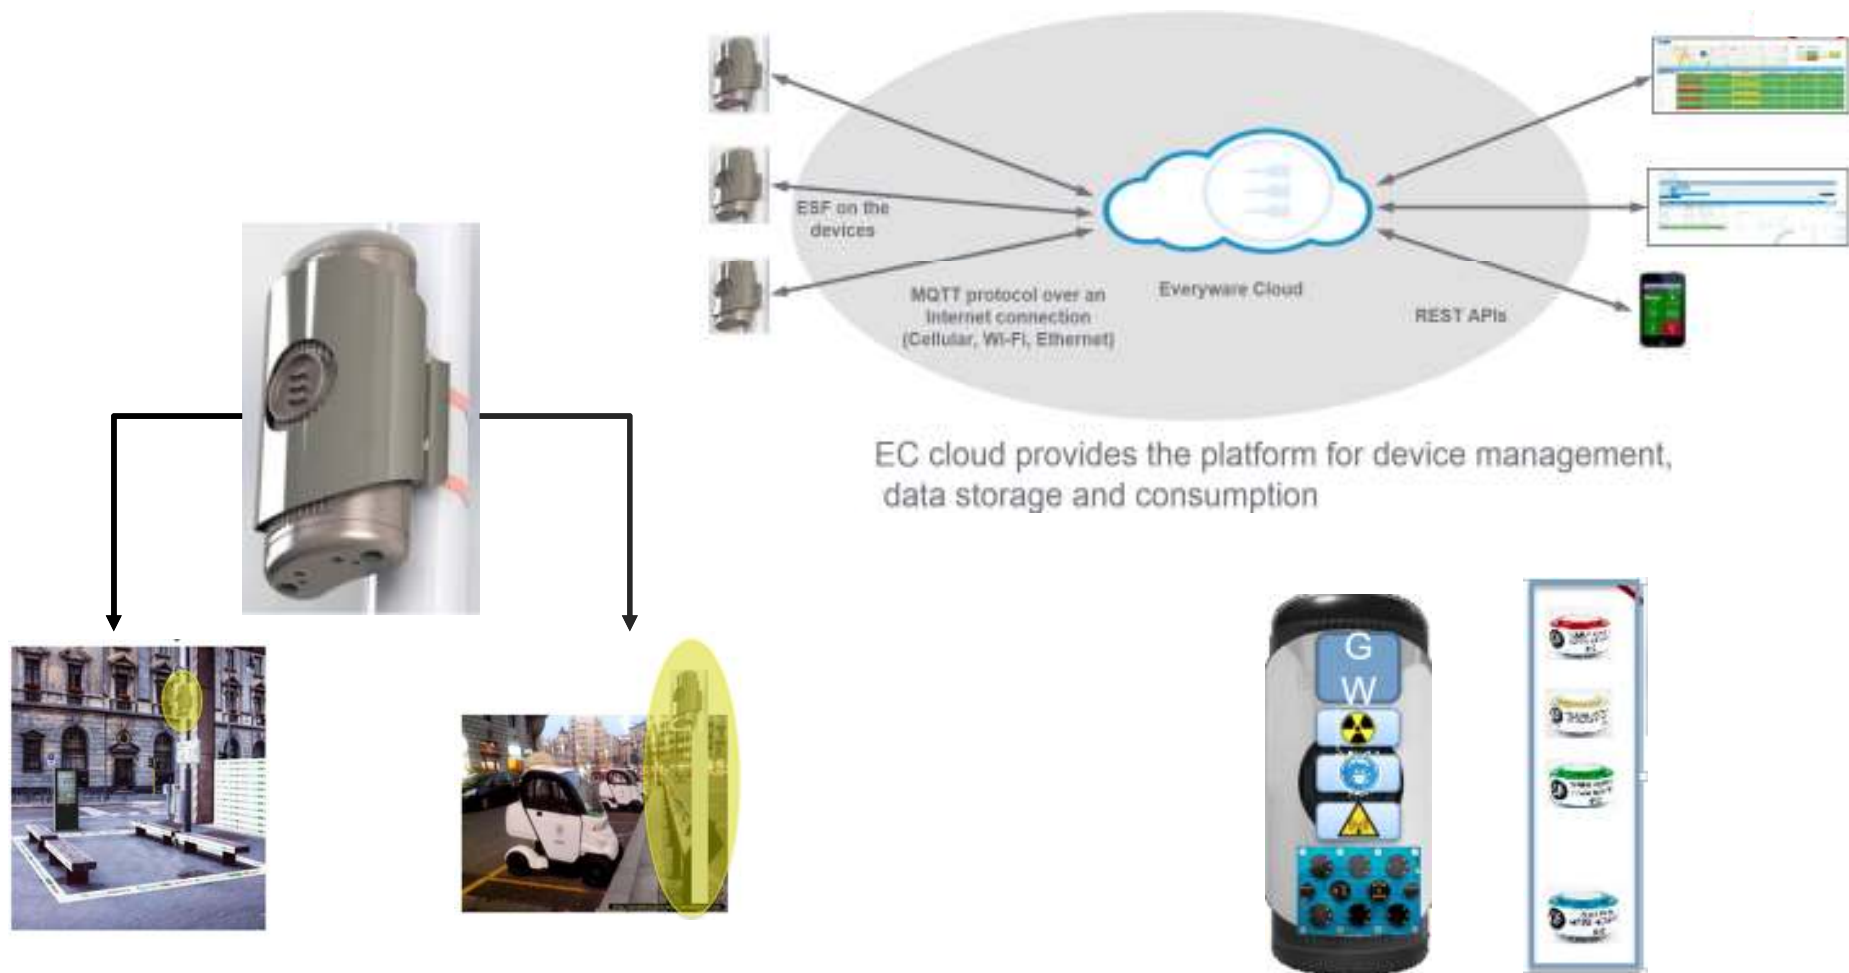 ESF on the
devices
MQTT protocol over an
Internet connection
(Cellular, Wi-Fi, Ethernet)
Everyware Cloud
REST APIs
EC cloud provides the platform for device management,
data storage and consumption
G
W